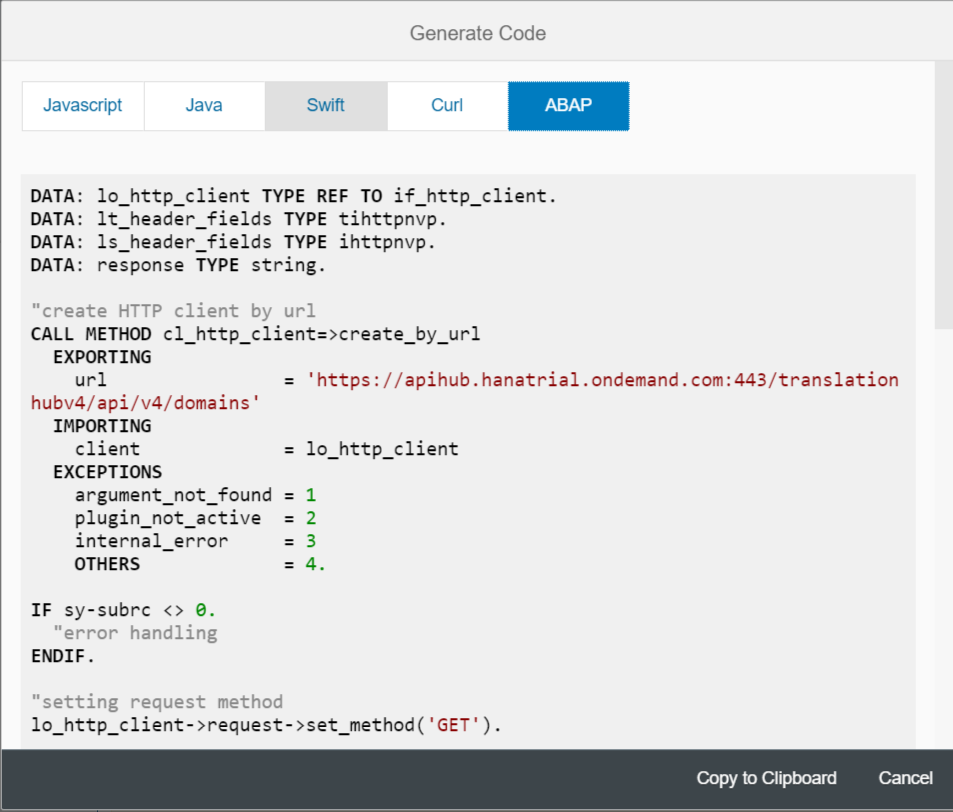 Generate Code
Javascript Java Swift Curl ABAP
DATA: lo_http_client TYPE REF TO if_http_client.
DATA: lt_header_fields TYPE tihttpnvp.
DATA: ls_header_fields TYPE ihttpnvp.
DATA: response TYPE string.
"create HTTP client by url
CALL METHOD cl_http_client=>create_by_url
EXPORTING
url = 'https://apihub.hanatrial.ondemand.com:443/translation
hubv4/api/v4/domains'
IMPORTING
client = lo_http_client
EXCEPTIONS
argument_not_found = 1
plugin_not_active = 2
internal_error = 3
OTHERS = 4.
IF sy-subrc <> 0.
"error handling
ENDIF.
"setting request method
lo_http_client->request->set_method('GET').
Copy to Clipboard Cancel